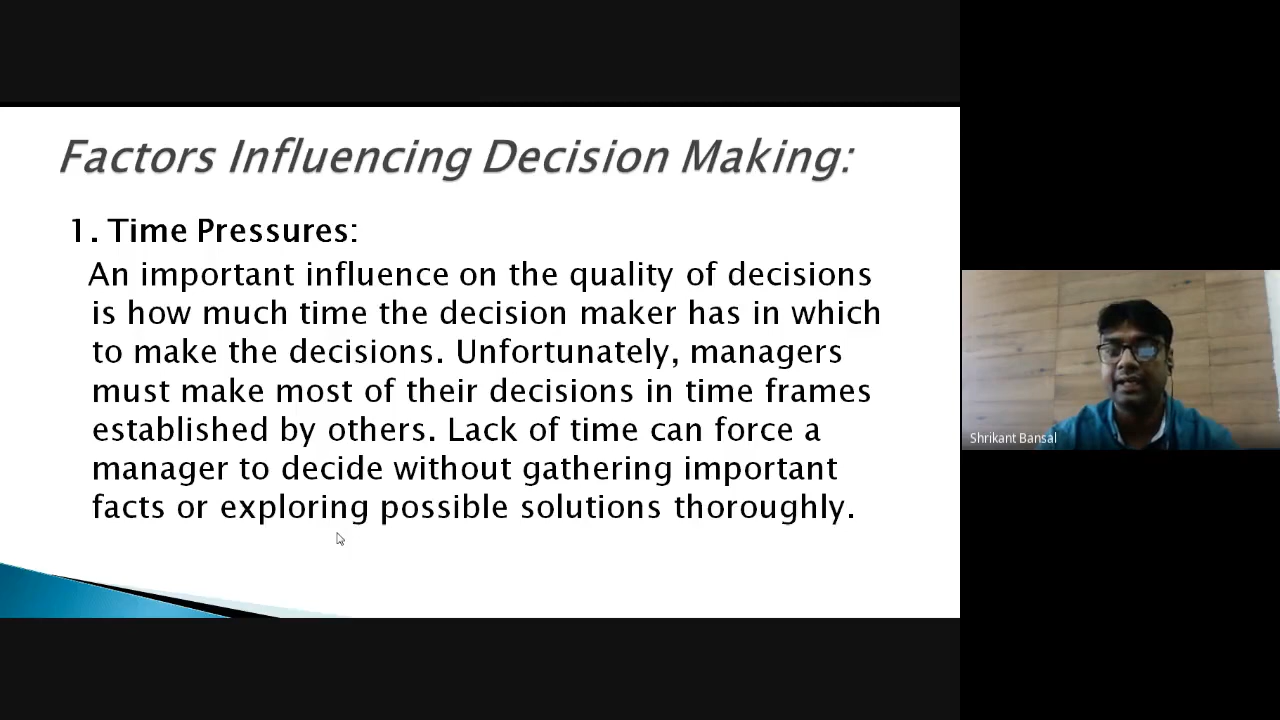 Factors Influencing Decision Making:
1. Time Pressures:
An important influence on the quality of decisions
is how much time the decision maker has in which
to make the decisions. Unfortunately, managers
must make most of their decisions in time frames
established by others. Lack of time can force a
manager to decide without gathering important
facts or exploring possible solutions thoroughly.
Shrikant Bansal